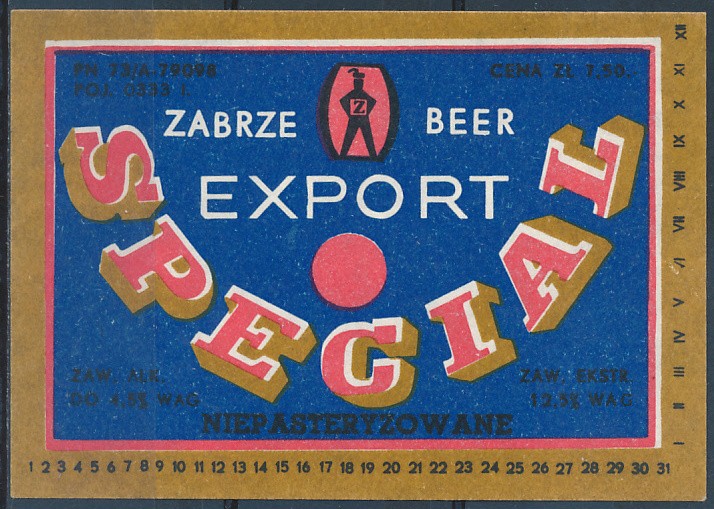 PN 73/A-79098
POJ. 0333 L
CENA ZŁ 7,50.-
ZABRZE BEER
Z
EXPORT
SPECIAL
ZAW. ALK.
DO 4,5% WAG
ZAW. EKSTR.
12,5% WAG
NIEPASTERYZOWANE
1 2 3 4 5 6 7 8 9 10 11 12 13 14 15 16 17 18 19 20 21 22 23 24 25 26 27 28 29 30 31
I II III IV V VI VII VIII IX X XI XII